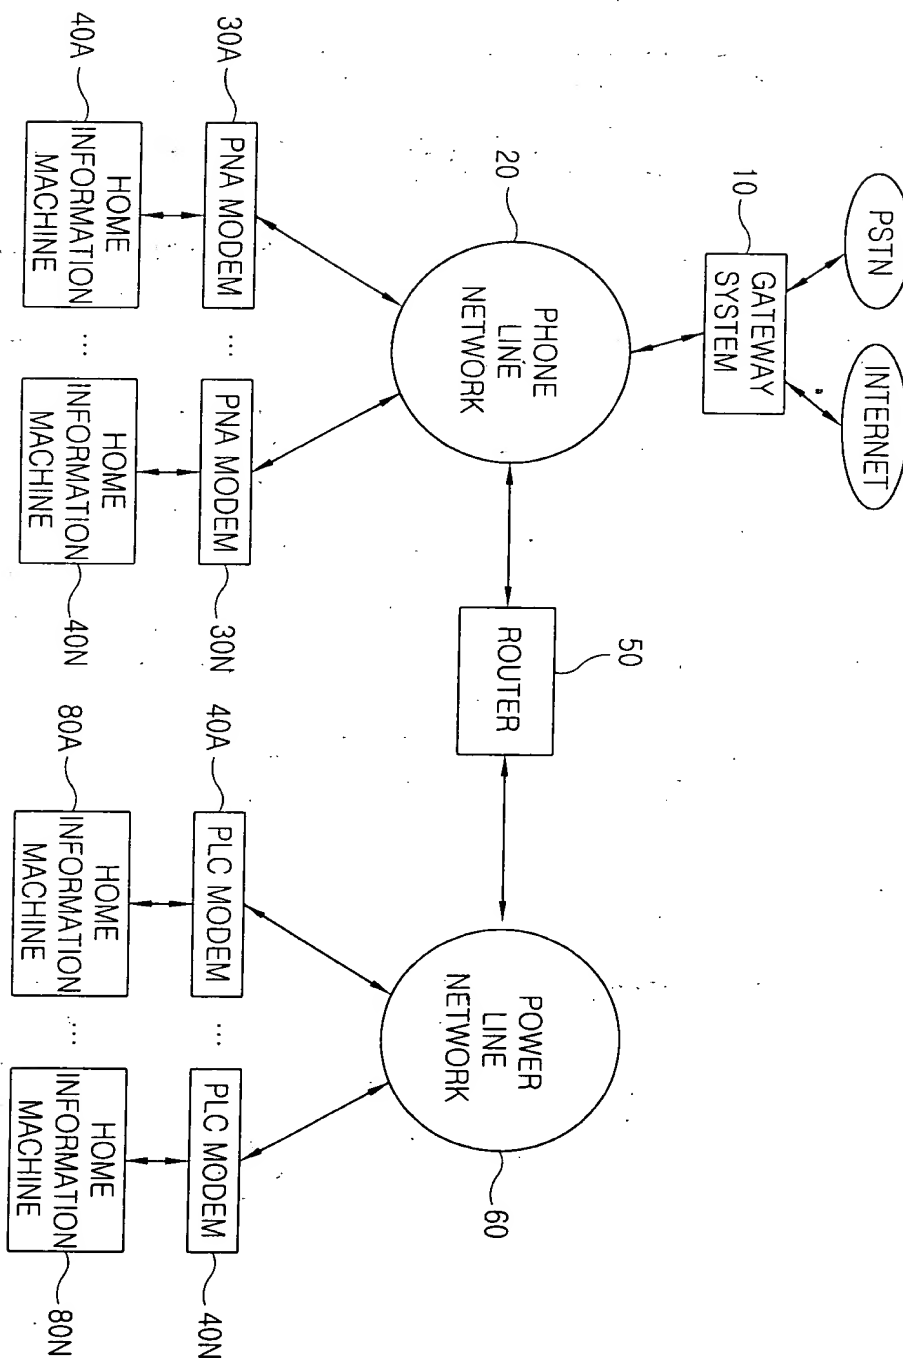 PSTN
INTERNET
10
GATEWAY
SYSTEM
20
PHONE
LINE
NETWORK
50
ROUTER
POWER
LINE
NETWORK
60
30A
PNA MODEM
...
PNA MODEM
30N
40A
PLC MODEM
...
PLC MODEM
40N
40A
HOME
INFORMATION
MACHINE
...
HOME
INFORMATION
MACHINE
40N
80A
HOME
INFORMATION
MACHINE
...
HOME
INFORMATION
MACHINE
80N